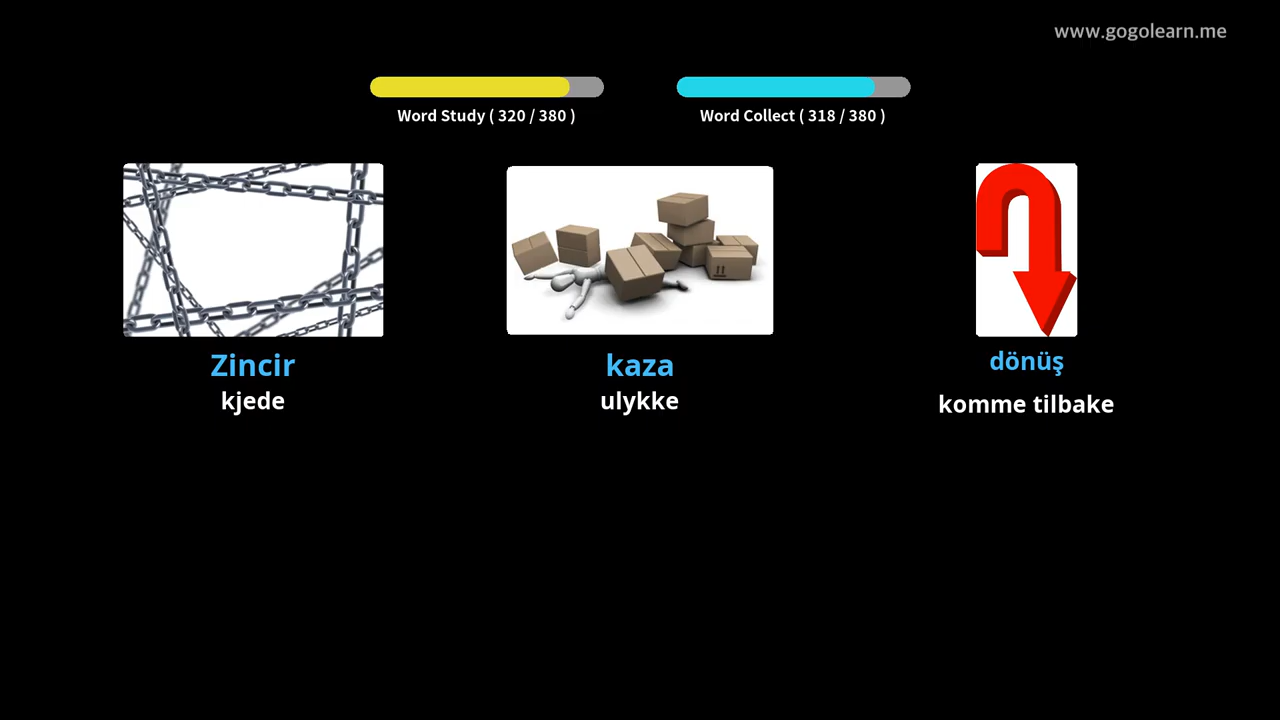 www.gogolearn.me
Word Study ( 320 / 380 )
Word Collect ( 318 / 380 )
Zincir
kjede
kaza
ulykke
dönüş
komme tilbake